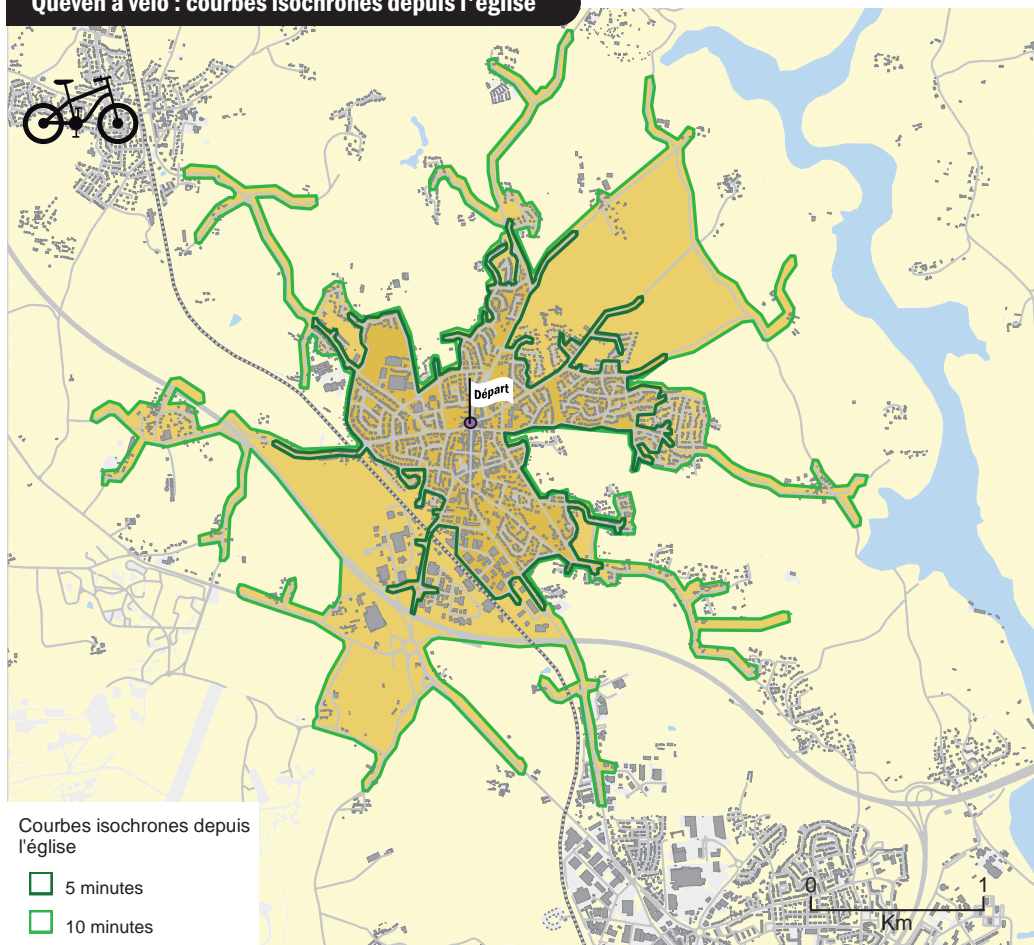 Quéven à vélo : courbes isochrones depuis l'église
Départ
Courbes isochrones depuis
l'église
5 minutes
10 minutes
0 1
Km